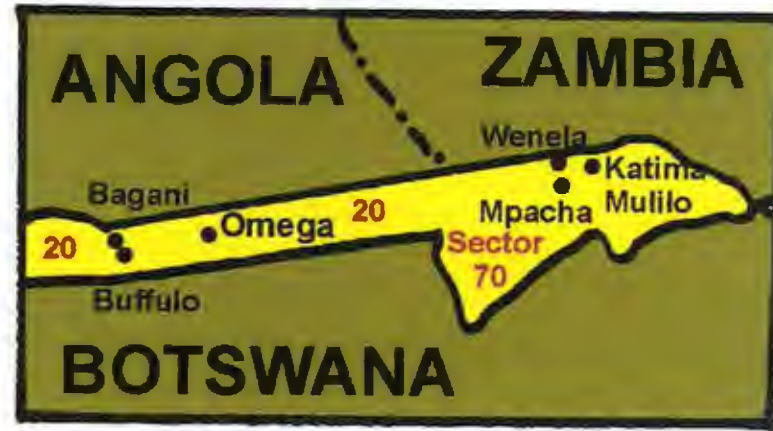 ANGOLA
ZAMBIA
Wenela
Katima
Mulilo
Bagani
Omega
20
20
Mpacha
Sector
70
Buffulo
BOTSWANA